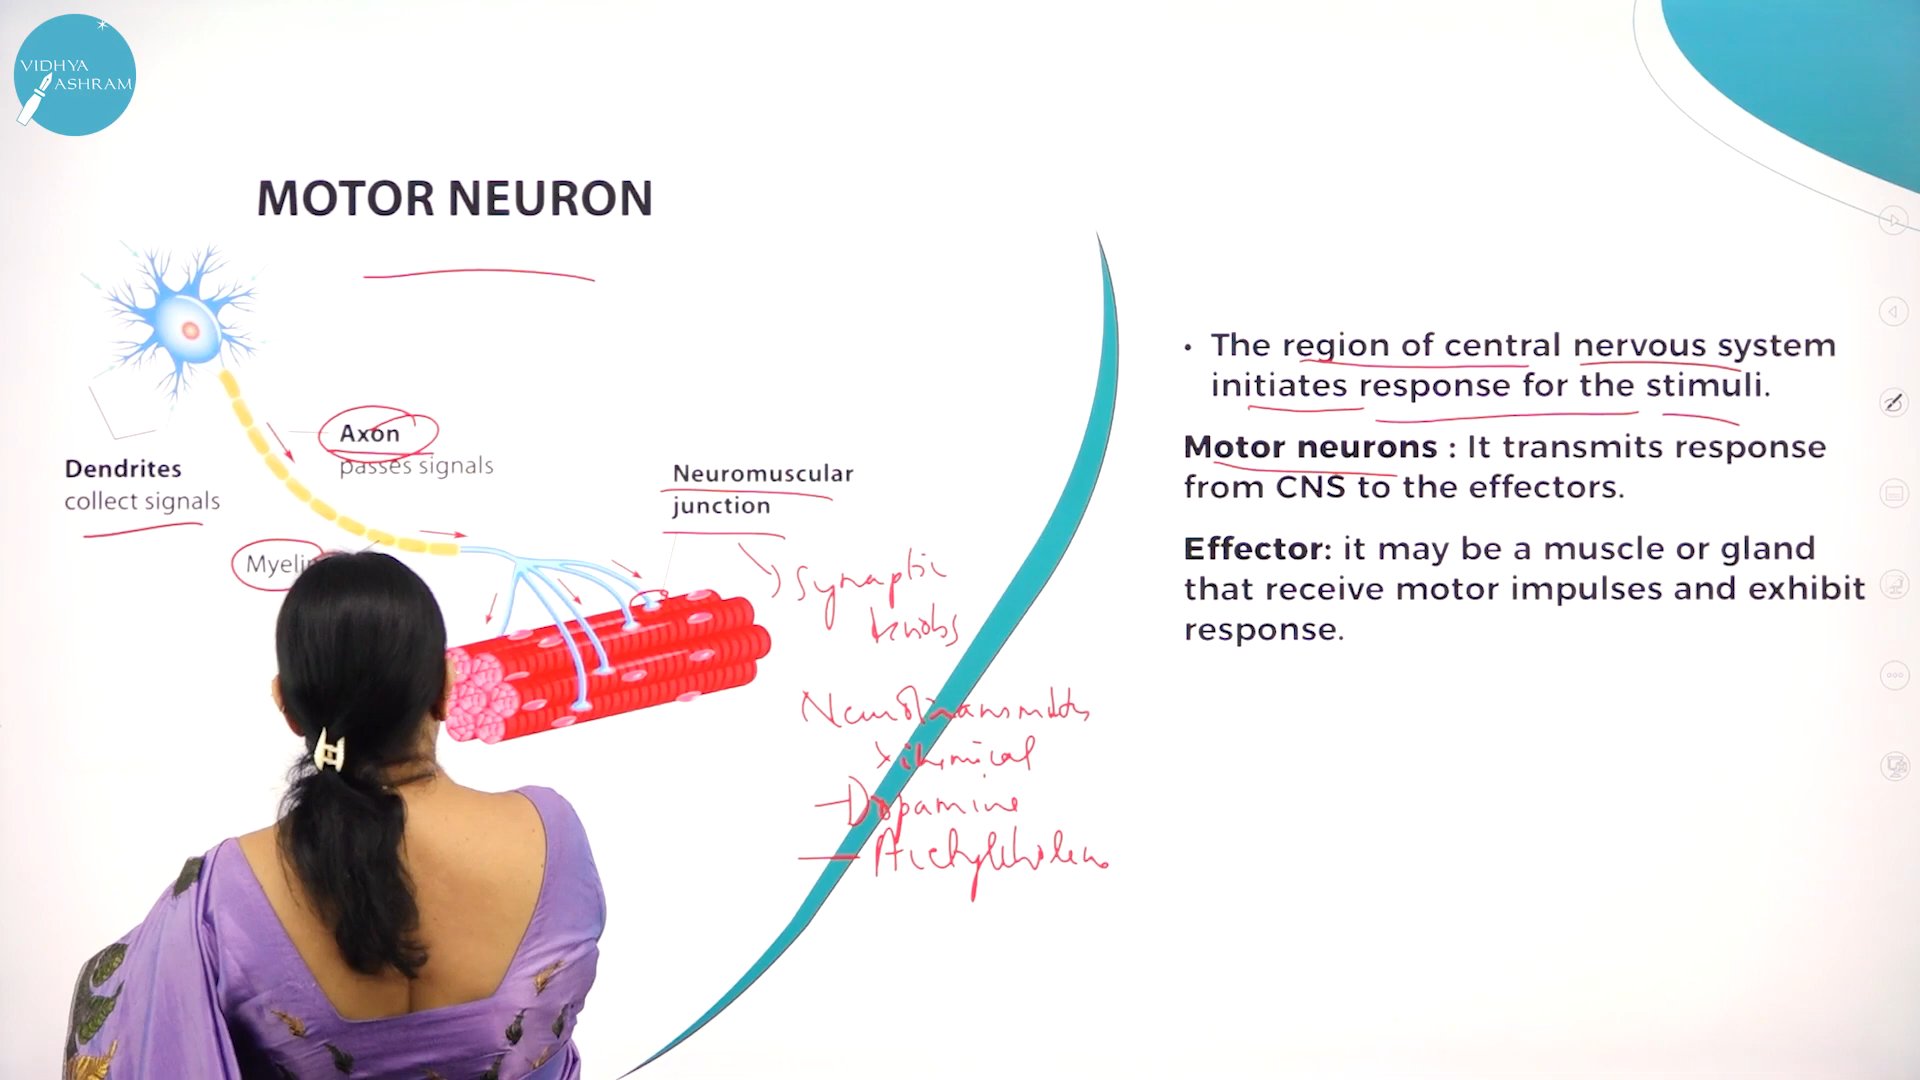 VIDHYA
ASHRAM
MOTOR NEURON
Axon
passes signals
Dendrites
collect signals
Neuromuscular
junction
Synaptic
knobs
Chemical
Dopamine
• The region of central nervous system
initiates response for the stimuli.
Motor neurons : It transmits response
from CNS to the effectors.
Effector: it may be a muscle or gland
that receive motor impulses and exhibit
response.